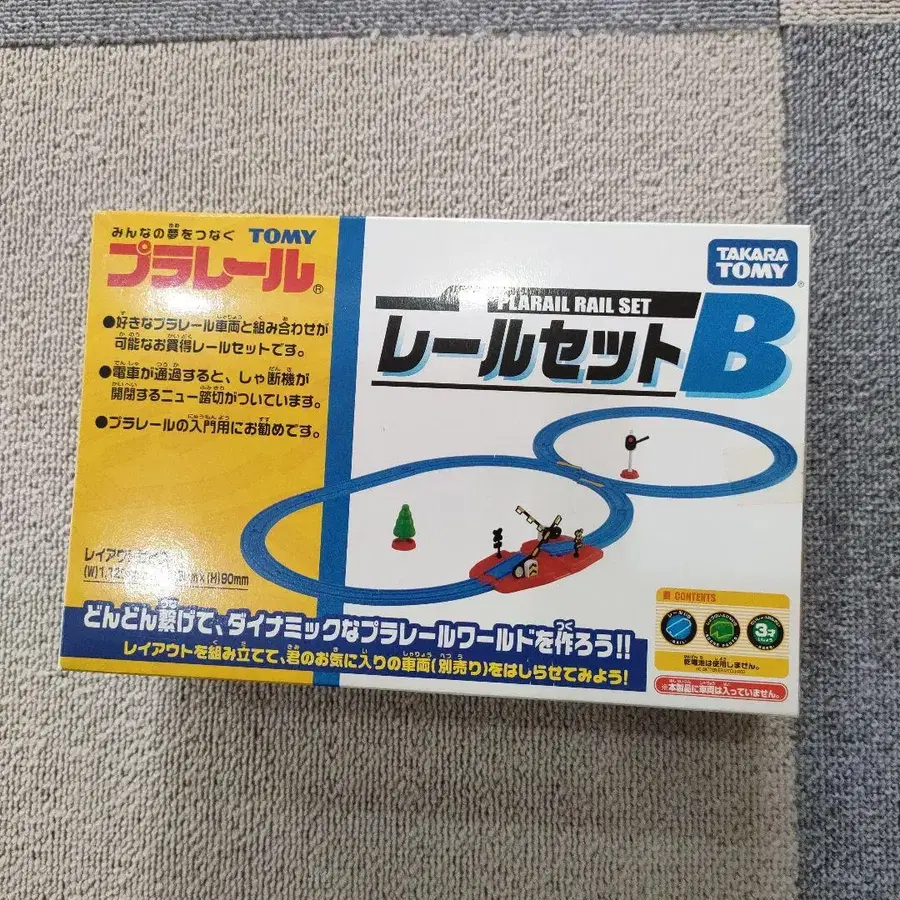 みんなの夢をつなぐ TOMY
プラレール®
●好きなプラレール車両と組み合わせが
可能なお買得レールセットです。
●電車が通過すると、しゃ断機が
開閉するニュー踏切がついています。
●プラレールの入門用にお勧めです。
TAKARA
TOMY®
PLARAIL RAIL SET
レールセットB
レイアウト
どんどん繋げて、ダイナミックなプラレールワールドを作ろう!!
レイアウトを組み立てて、君のお気に入りの車両(別売り)をはしらせてみよう!
CONTENTS
乾電池は使用しません。
※本製品に車両は入っていません。